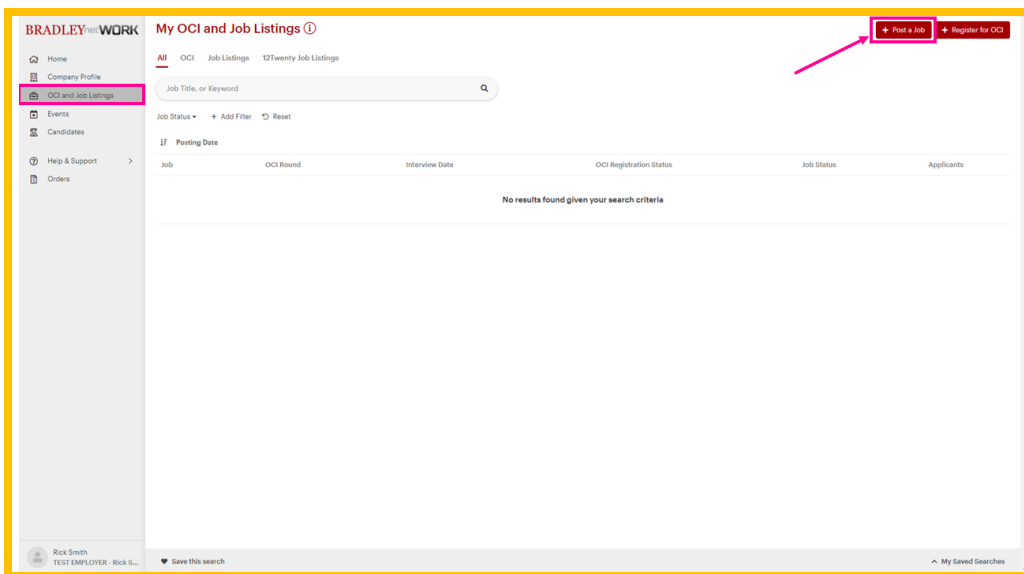 BRADLEYnetWORK
My OCI and Job Listings
+ Post a Job
+ Register for OCI
Home
Company Profile
OCI and Job Listings
Events
Candidates
Help & Support
Orders
All OCI Job Listings 12Twenty Job Listings
Job Title, or Keyword
Job Status + Add Filter Reset
Posting Date
Job OCI Round Interview Date OCI Registration Status Job Status Applicants
No results found given your search criteria
Rick Smith
TEST EMPLOYER - Rick S...
Save this search
My Saved Searches